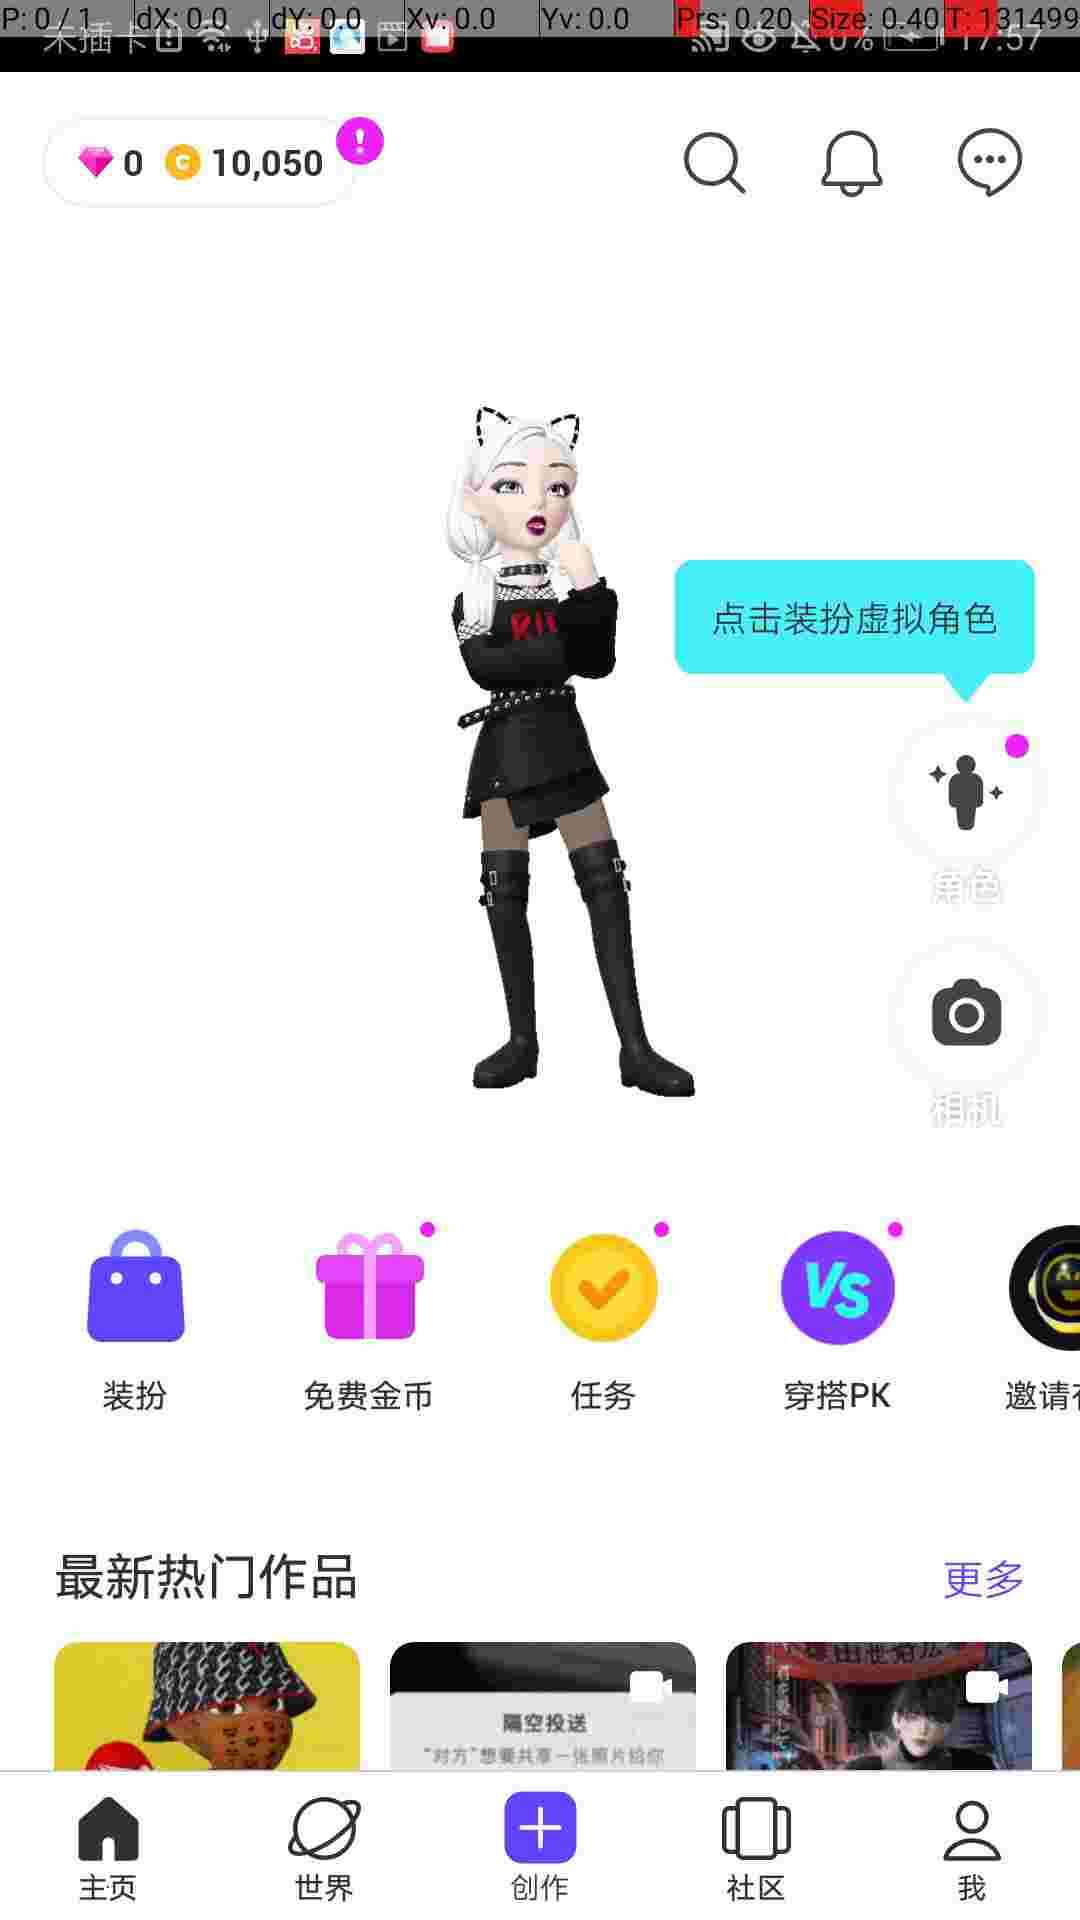 P: 0 / 1 dX: 0.0 dY: 0.0 Xv: 0.0 Yv: 0.0 Prs: 0.20 Size: 0.40 T: 131499
未插卡 0% 17:57
0 10,050
RII
点击装扮虚拟角色
角色
相机
VS
装扮 免费金币 任务 穿搭PK 邀请
最新热门作品 更多
隔空投送
“对方”想要共享一张照片给你
主页 世界 创作 社区 我